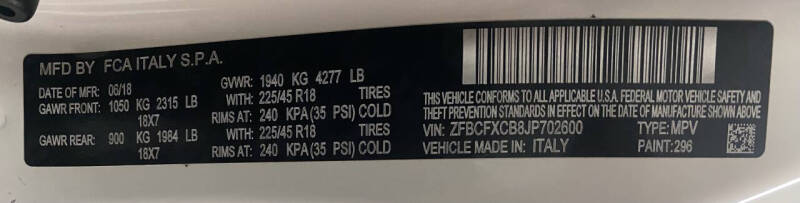 MFD BY FCA ITALY S.P.A.
DATE OF MFR: 06/18 GVWR: 1940 KG 4277 LB
GAWR FRONT: 1050 KG 2315 LB WITH: 225/45 R18 TIRES
18X7 RIMS AT: 240 KPA (35 PSI) COLD
GAWR REAR: 900 KG 1984 LB WITH: 225/45 R18 TIRES
18X7 RIMS AT: 240 KPA (35 PSI) COLD
THIS VEHICLE CONFORMS TO ALL APPLICABLE U.S.A. FEDERAL MOTOR VEHICLE SAFETY AND
THEFT PREVENTION STANDARDS IN EFFECT ON THE DATE OF MANUFACTURE SHOWN ABOVE
VIN: ZFBCFXCB8JP702600 TYPE: MPV
VEHICLE MADE IN: ITALY PAINT: 296